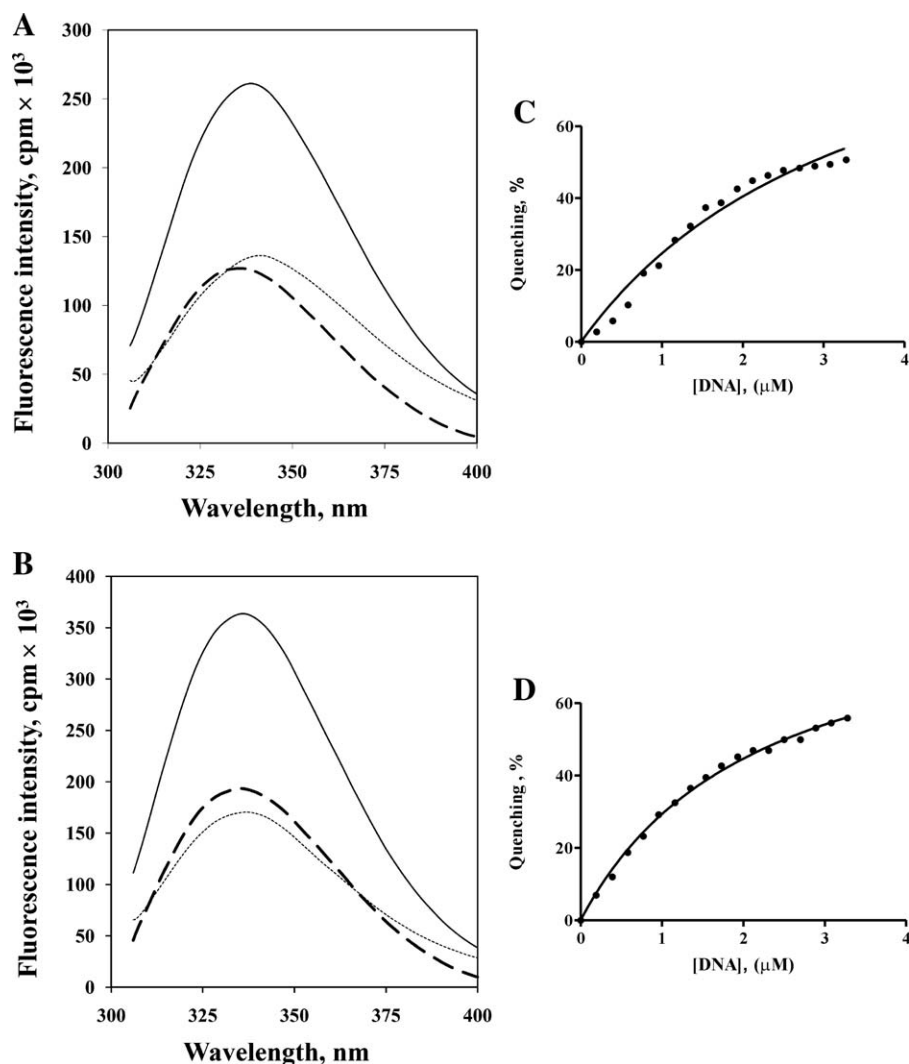 A
Fluorescence intensity, cpm × 10³
300
250
200
150
100
50
0
300 325 350 375 400
Wavelength, nm
C
Quenching, %
60
40
20
0
0 1 2 3 4
[DNA], (μM)
B
Fluorescence intensity, cpm × 10³
400
350
300
250
200
150
100
50
0
300 325 350 375 400
Wavelength, nm
D
Quenching , %
60
40
20
0
0 1 2 3 4
[DNA], (μM)